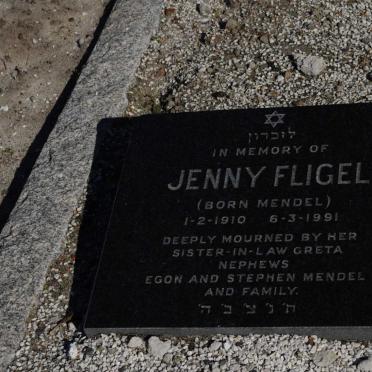 לזכרון
IN MEMORY OF
JENNY FLIGEL
(BORN MENDEL)
1-2-1910 6-3-1991
DEEPLY MOURNED BY HER
SISTER-IN-LAW GRETA
NEPHEWS
EGON AND STEPHEN MENDEL
AND FAMILY.
ת נ צ ב ה